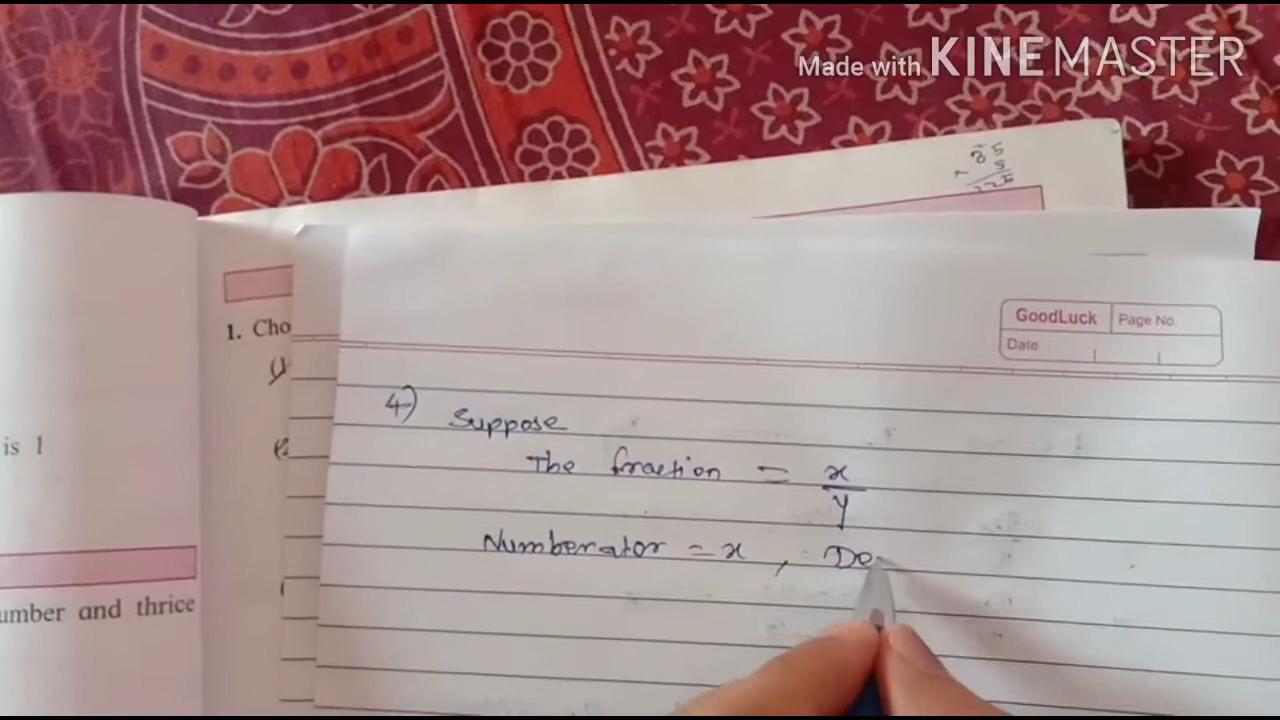 Made with KINEMASTER
GoodLuck Page No.
Date
1. Cho
is 1
umber and thrice
4) Suppose
The fraction = x
y
Numberator = x , De